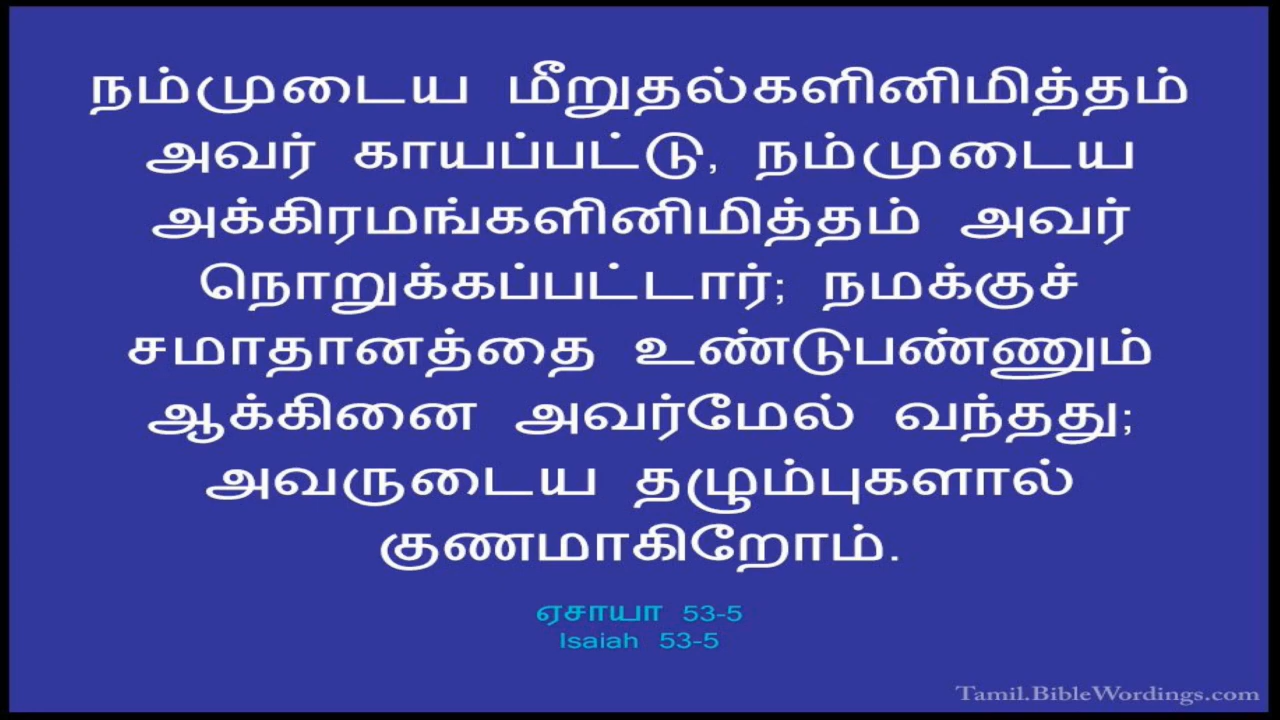 நம்முடைய மீறுதல்களினிமித்தம்
அவர் காயப்பட்டு, நம்முடைய
அக்கிரமங்களினிமித்தம் அவர்
நொறுக்கப்பட்டார்; நமக்குச்
சமாதானத்தை உண்டுபண்ணும்
ஆக்கினை அவர்மேல் வந்தது;
அவருடைய தழும்புகளால்
குணமாகிறோம்.
ஏசாயா 53-5
Isaiah 53-5
Tamil.BibleWordings.com